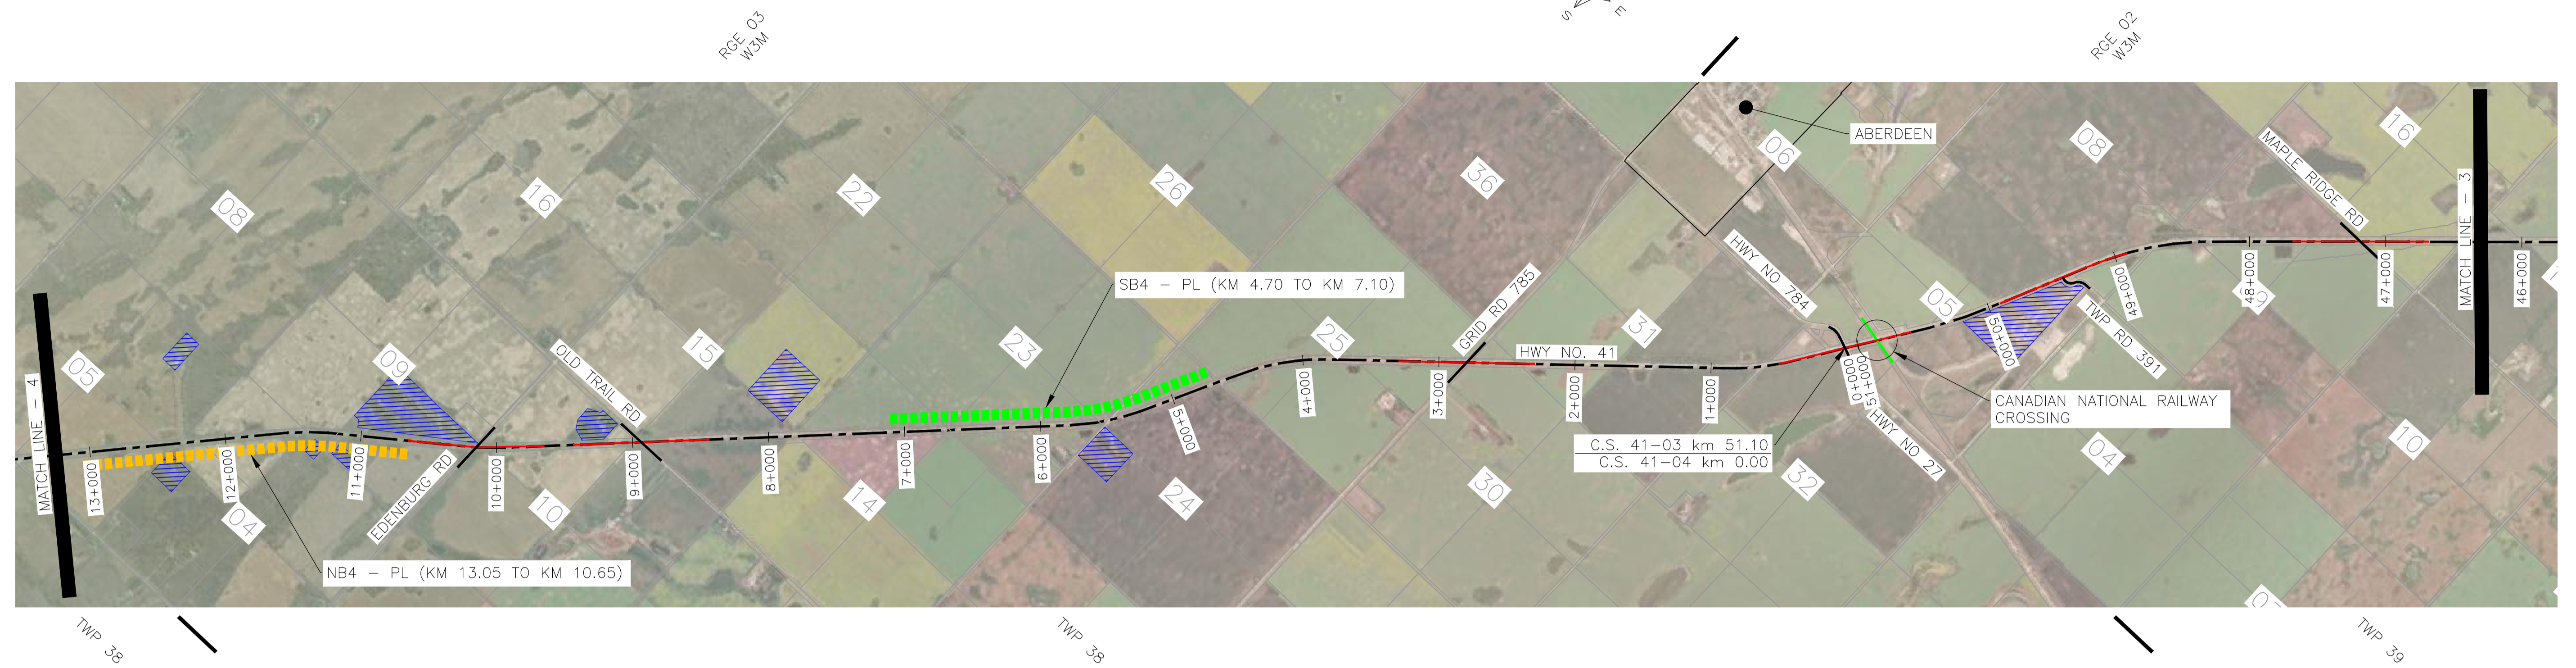 RGE 03
W3M
S
E
RGE 02
W3M
ABERDEEN
08
16
22
26
36
06
08
16
MAPLE RIDGE RD
MATCH LINE - 3
HWY NO 784
SB4 - PL (KM 4.70 TO KM 7.10)
GRID RD 785
05
09
OLD TRAIL RD
15
23
25
31
HWY NO. 41
05
49+000
48+000
47+000
46+000
50+000
TWP RD 391
MATCH LINE - 4
13+000
12+000
11+000
EDENBURG RD
10+000
9+000
8+000
7+000
6+000
5+000
4+000
3+000
2+000
1+000
0+000
51+000
HWY NO 27
CANADIAN NATIONAL RAILWAY
CROSSING
C.S. 41-03 km 51.10
C.S. 41-04 km 0.00
04
10
14
24
30
32
04
10
NB4 - PL (KM 13.05 TO KM 10.65)
TWP 38
TWP 38
TWP 39